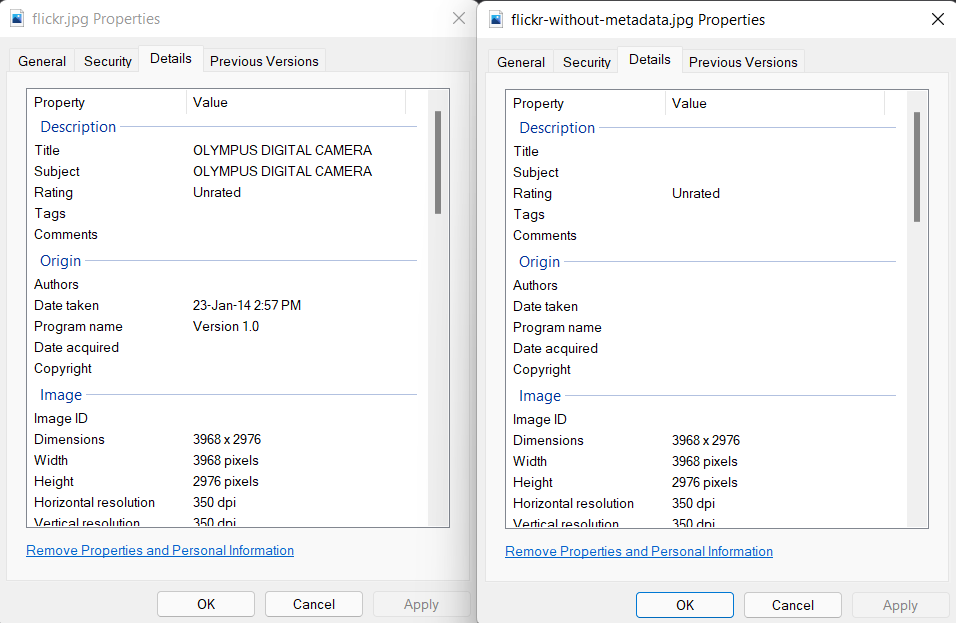 flickr.jpg Properties
General Security Details Previous Versions
Property Value
Description
Title OLYMPUS DIGITAL CAMERA
Subject OLYMPUS DIGITAL CAMERA
Rating Unrated
Tags
Comments
Origin
Authors
Date taken 23-Jan-14 2:57 PM
Program name Version 1.0
Date acquired
Copyright
Image
Image ID
Dimensions 3968 x 2976
Width 3968 pixels
Height 2976 pixels
Horizontal resolution 350 dpi
Vertical resolution 350 dpi
Remove Properties and Personal Information
OK Cancel Apply
flickr-without-metadata.jpg Properties
General Security Details Previous Versions
Property Value
Description
Title
Subject
Rating Unrated
Tags
Comments
Origin
Authors
Date taken
Program name
Date acquired
Copyright
Image
Image ID
Dimensions 3968 x 2976
Width 3968 pixels
Height 2976 pixels
Horizontal resolution 350 dpi
Vertical resolution 350 dpi
Remove Properties and Personal Information
OK Cancel Apply